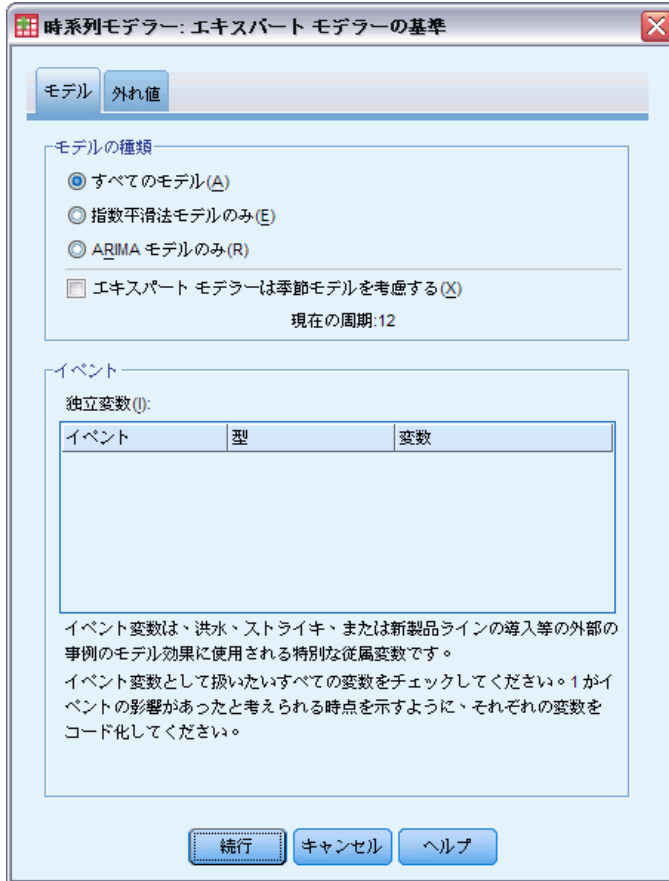 時系列モデラー: エキスパート モデラーの基準
モデル
外れ値
モデルの種類
すべてのモデル(A)
指数平滑法モデルのみ(E)
ARIMA モデルのみ(R)
エキスパート モデラーは季節モデルを考慮する(X)
現在の周期:12
イベント
独立変数(I):
イベント 型 変数
イベント変数は、洪水、ストライキ、または新製品ラインの導入等の外部の
事例のモデル効果に使用される特別な従属変数です。
イベント変数として扱いたいすべての変数をチェックしてください。1 がイ
ベントの影響があったと考えられる時点を示すように、それぞれの変数を
コード化してください。
続行 キャンセル ヘルプ